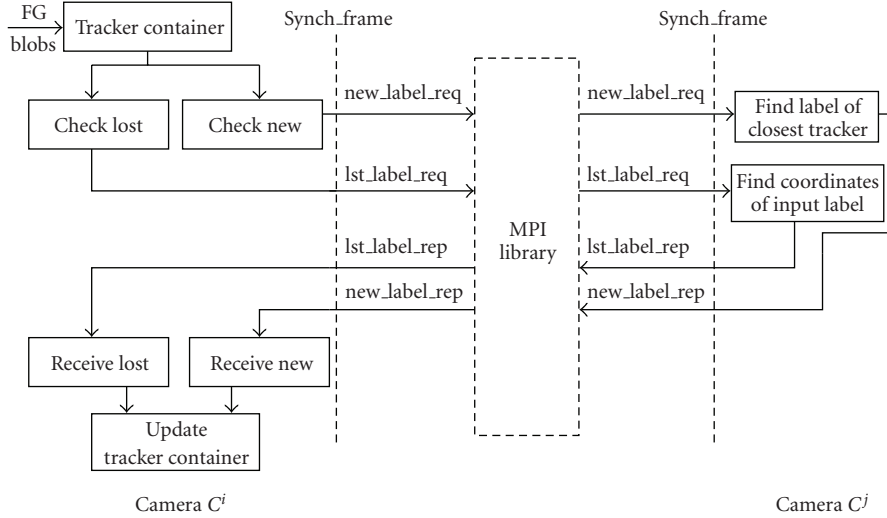 FG
blobs
Tracker container
Synch_frame
Synch_frame
Check lost
Check new
new_label_req
new_label_req
Find label of
closest tracker
lst_label_req
lst_label_req
Find coordinates
of input label
MPI
library
lst_label_rep
lst_label_rep
new_label_rep
new_label_rep
Receive lost
Receive new
Update
tracker container
Camera C^i
Camera C^j